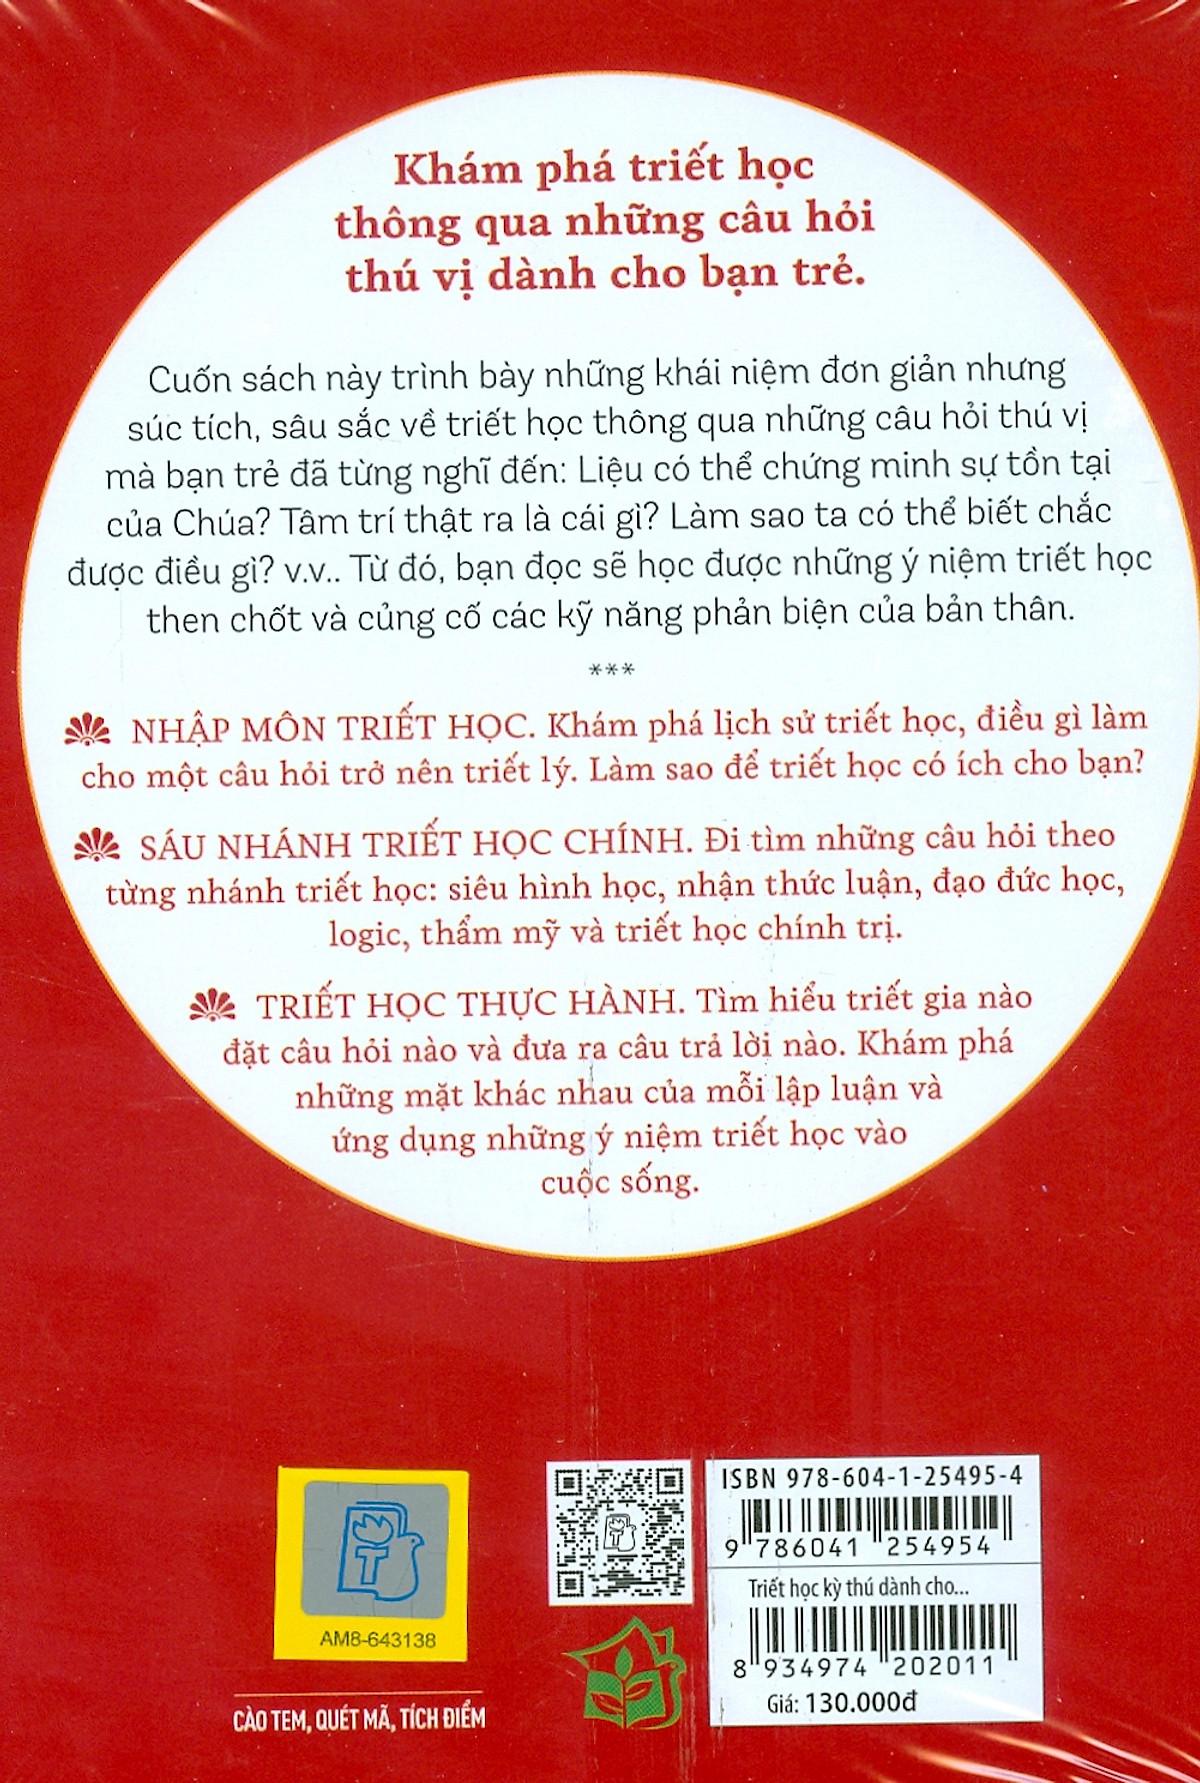 Khám phá triết học
thông qua những câu hỏi
thú vị dành cho bạn trẻ.
Cuốn sách này trình bày những khái niệm đơn giản nhưng
súc tích, sâu sắc về triết học thông qua những câu hỏi thú vị
mà bạn trẻ đã từng nghĩ đến: Liệu có thể chứng minh sự tồn tại
của Chúa? Tâm trí thật ra là cái gì? Làm sao ta có thể biết chắc
được điều gì? v.v.. Từ đó, bạn đọc sẽ học được những ý niệm triết học
then chốt và củng cố các kỹ năng phản biện của bản thân.
***
NHẬP MÔN TRIẾT HỌC. Khám phá lịch sử triết học, điều gì làm
cho một câu hỏi trở nên triết lý. Làm sao để triết học có ích cho bạn?
SÁU NHÁNH TRIẾT HỌC CHÍNH. Đi tìm những câu hỏi theo
từng nhánh triết học: siêu hình học, nhận thức luận, đạo đức học,
logic, thẩm mỹ và triết học chính trị.
TRIẾT HỌC THỰC HÀNH. Tìm hiểu triết gia nào
đặt câu hỏi nào và đưa ra câu trả lời nào. Khám phá
những mặt khác nhau của mỗi lập luận và
ứng dụng những ý niệm triết học vào
cuộc sống.
T
AM8-643138
CÀO TEM, QUÉT MÃ, TÍCH ĐIỂM
T
ISBN 978-604-1-25495-4
9 786041 254954
Triết học kỳ thú dành cho...
8 934974 202011
Giá: 130.000đ